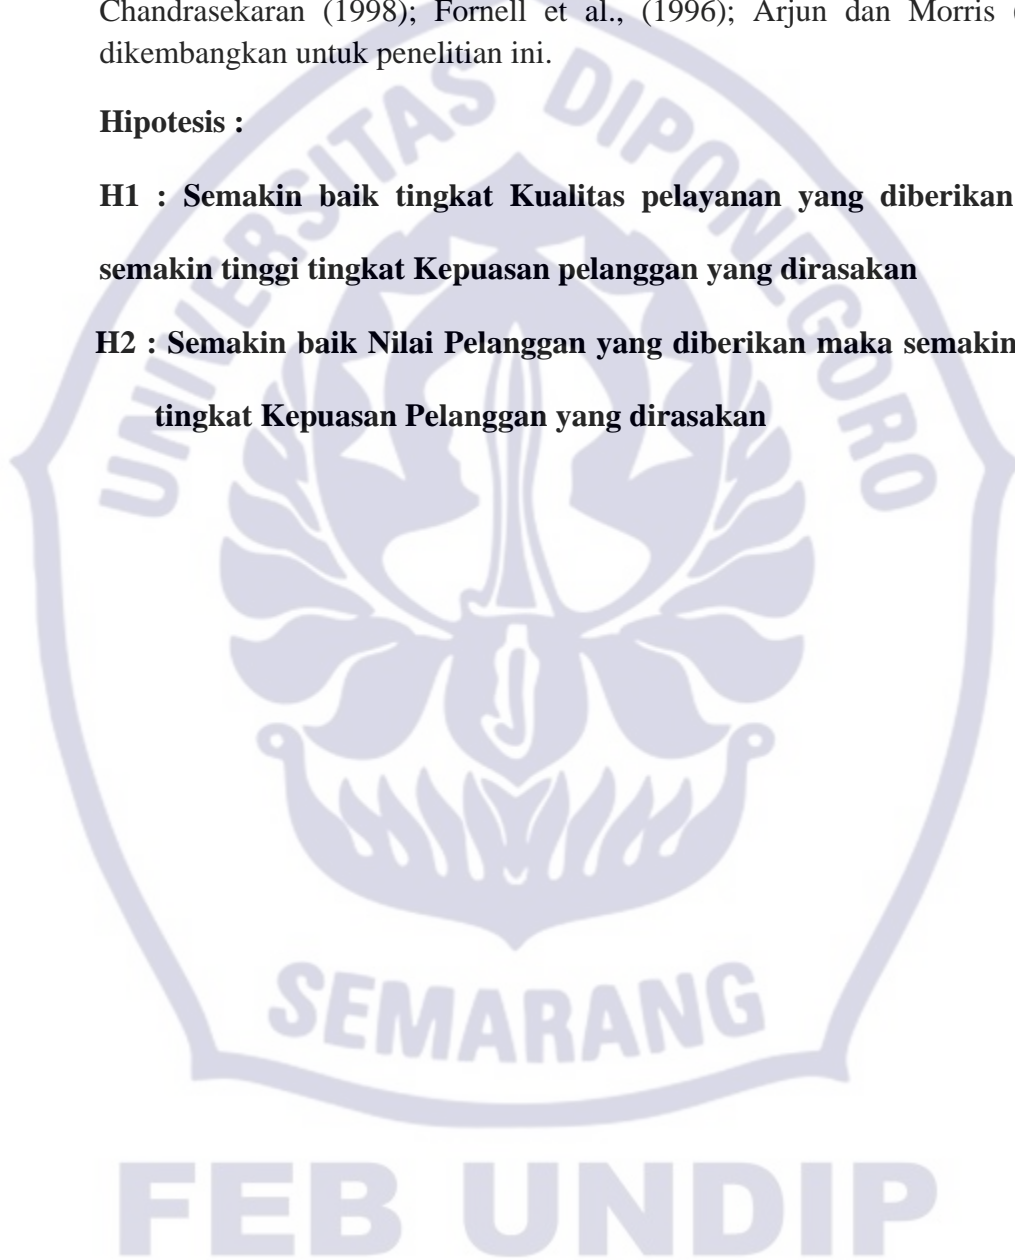 Chandrasekaran (1998); Fornell et al., (1996); Arjun dan Morris (
dikembangkan untuk penelitian ini.
Hipotesis :
H1 : Semakin baik tingkat Kualitas pelayanan yang diberikan
semakin tinggi tingkat Kepuasan pelanggan yang dirasakan
H2 : Semakin baik Nilai Pelanggan yang diberikan maka semakin
tingkat Kepuasan Pelanggan yang dirasakan
UNIVERSITAS DIPONEGORO
SEMARANG
FEB UNDIP